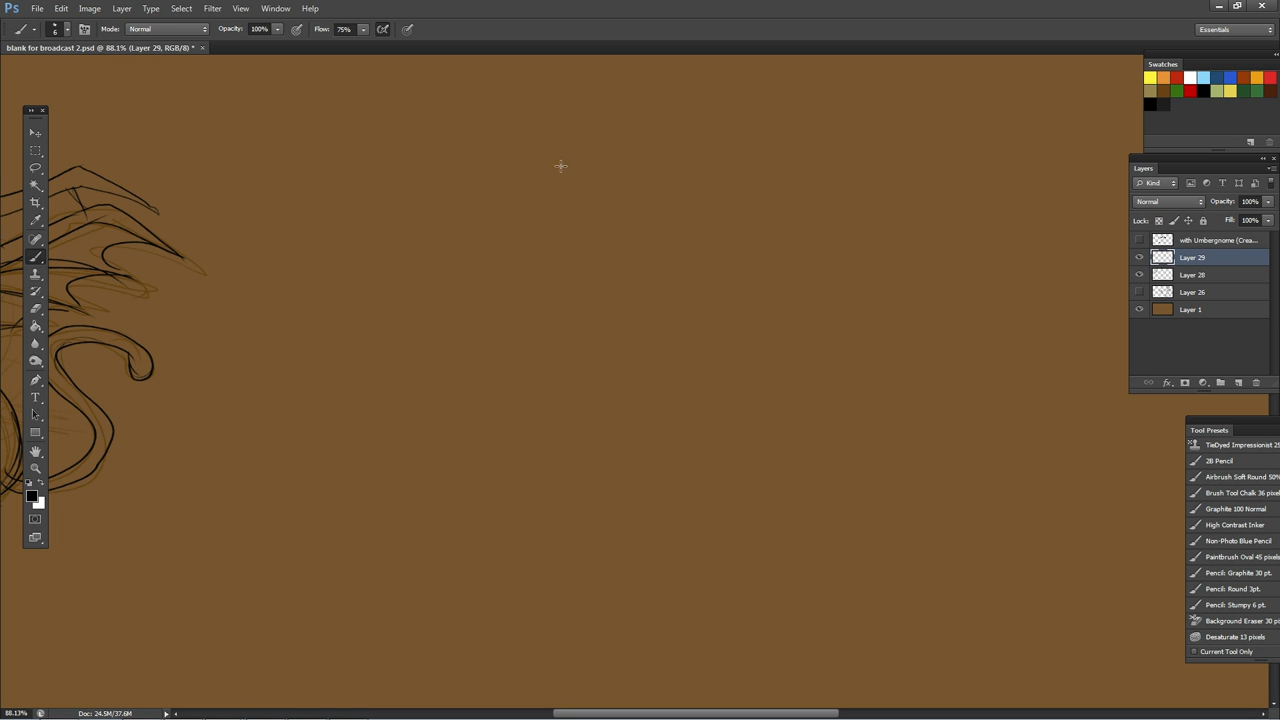 Ps File Edit Image Layer Type Select Filter View Window Help
6 Mode: Normal Opacity: 100% Flow: 75% Essentials
blank for broadcast 2.psd @ 88.1% (Layer 29, RGB/8) * ×
Swatches
Layers
Kind
Normal Opacity: 100%
Lock: Fill: 100%
with Umbergnome (Crea...
Layer 29
Layer 28
Layer 26
Layer 1
Tool Presets
TieDyed Impressionist 25
2B Pencil
Airbrush Soft Round 50%
Brush Tool Chalk 36 pixel
Graphite 100 Normal
High Contrast Inker
Non-Photo Blue Pencil
Paintbrush Oval 45 pixels
Pencil: Graphite 30 pt.
Pencil: Round 3pt.
Pencil: Stumpy 6 pt.
Background Eraser 30 pi
Desaturate 13 pixels
Current Tool Only
88.13% Doc: 24.5M/37.6M